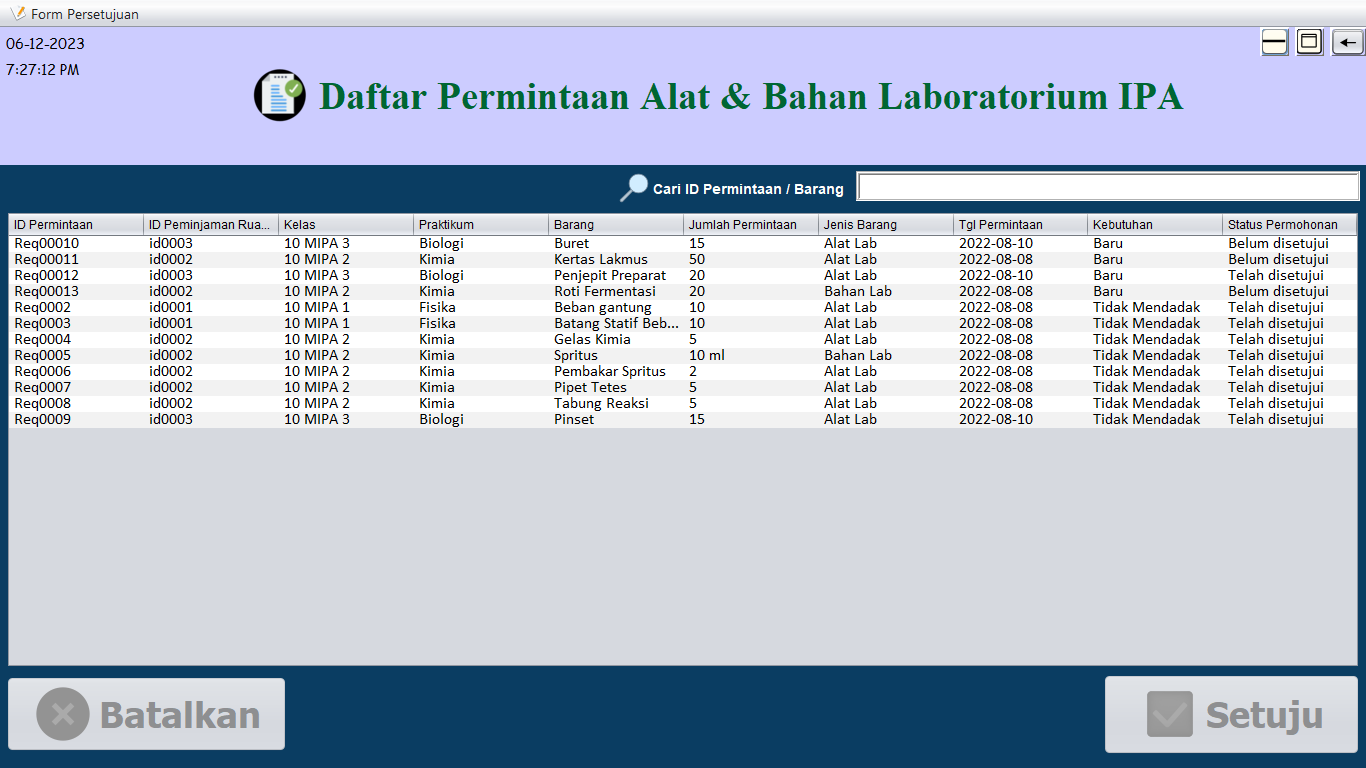 Form Persetujuan
06-12-2023
7:27:12 PM
Daftar Permintaan Alat & Bahan Laboratorium IPA
Cari ID Permintaan / Barang
ID Permintaan ID Peminjaman Rua... Kelas Praktikum Barang Jumlah Permintaan Jenis Barang Tgl Permintaan Kebutuhan Status Permohonan
Req00010 id0003 10 MIPA 3 Biologi Buret 15 Alat Lab 2022-08-10 Baru Belum disetujui
Req00011 id0002 10 MIPA 2 Kimia Kertas Lakmus 50 Alat Lab 2022-08-08 Baru Belum disetujui
Req00012 id0003 10 MIPA 3 Biologi Penjepit Preparat 20 Alat Lab 2022-08-10 Baru Telah disetujui
Req00013 id0002 10 MIPA 2 Kimia Roti Fermentasi 20 Bahan Lab 2022-08-08 Baru Belum disetujui
Req0002 id0001 10 MIPA 1 Fisika Beban gantung 10 Alat Lab 2022-08-08 Tidak Mendadak Telah disetujui
Req0003 id0001 10 MIPA 1 Fisika Batang Statif Beb... 10 Alat Lab 2022-08-08 Tidak Mendadak Telah disetujui
Req0004 id0002 10 MIPA 2 Kimia Gelas Kimia 5 Alat Lab 2022-08-08 Tidak Mendadak Telah disetujui
Req0005 id0002 10 MIPA 2 Kimia Spritus 10 ml Bahan Lab 2022-08-08 Tidak Mendadak Telah disetujui
Req0006 id0002 10 MIPA 2 Kimia Pembakar Spritus 2 Alat Lab 2022-08-08 Tidak Mendadak Telah disetujui
Req0007 id0002 10 MIPA 2 Kimia Pipet Tetes 5 Alat Lab 2022-08-08 Tidak Mendadak Telah disetujui
Req0008 id0002 10 MIPA 2 Kimia Tabung Reaksi 5 Alat Lab 2022-08-08 Tidak Mendadak Telah disetujui
Req0009 id0003 10 MIPA 3 Biologi Pinset 15 Alat Lab 2022-08-10 Tidak Mendadak Telah disetujui
Batalkan
Setuju